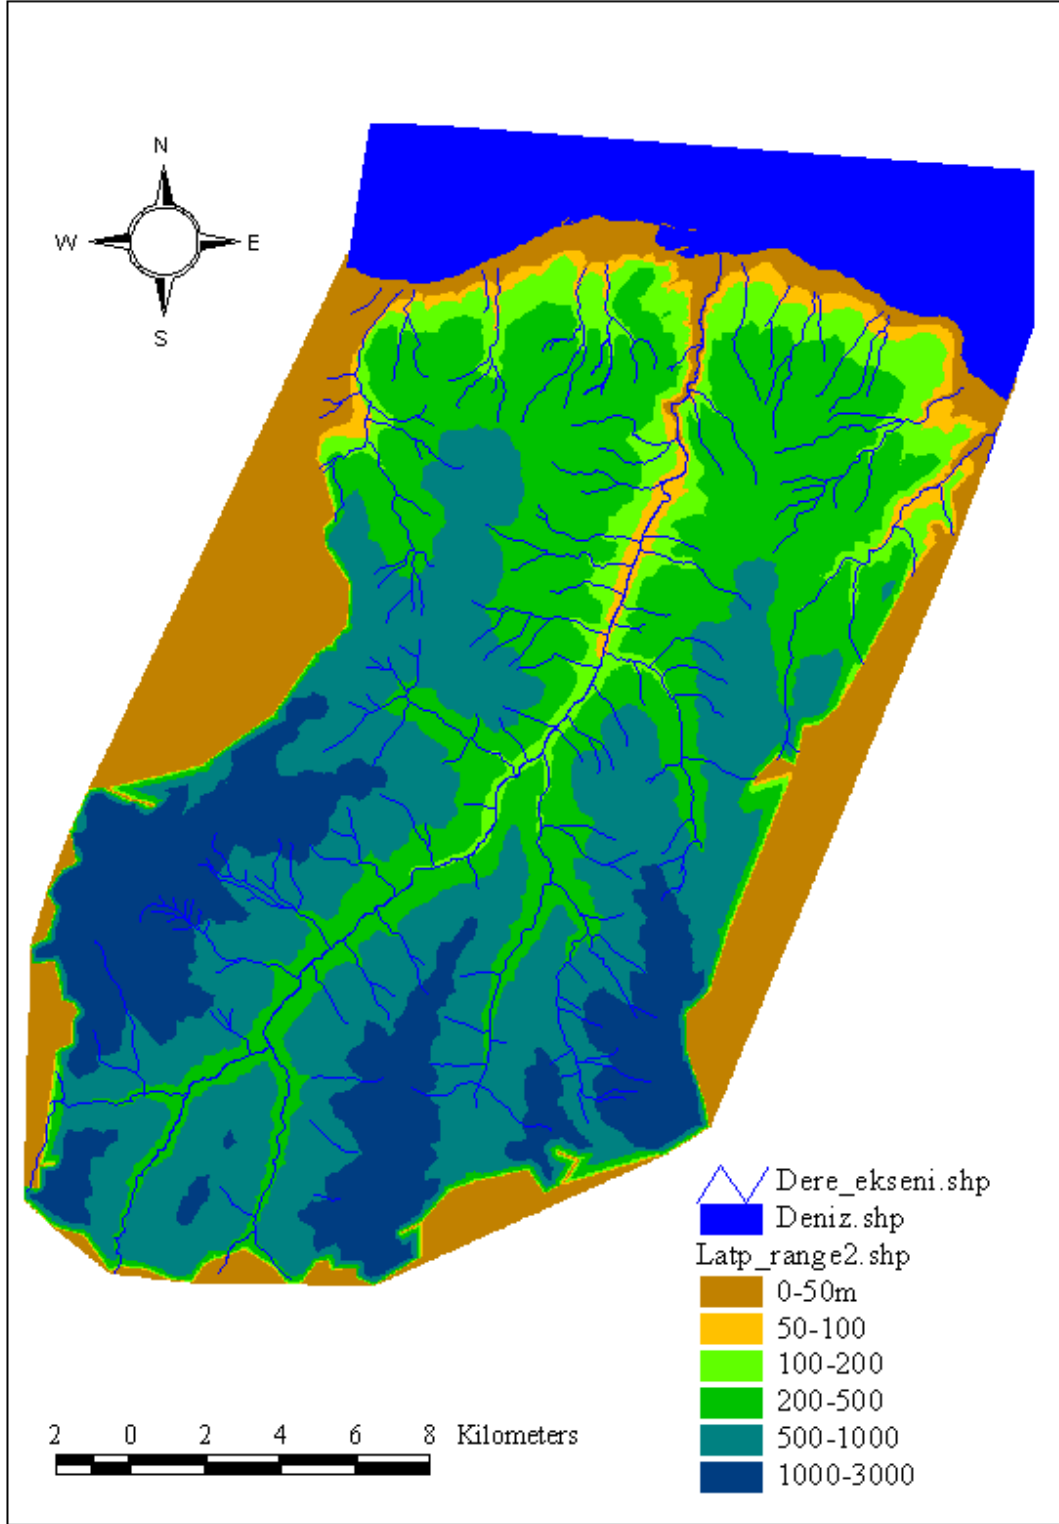 N
W E
S
Dere_ekseni.shp
Deniz.shp
Latp_range2.shp
0-50m
50-100
100-200
200-500
500-1000
1000-3000
2 0 2 4 6 8 Kilometers